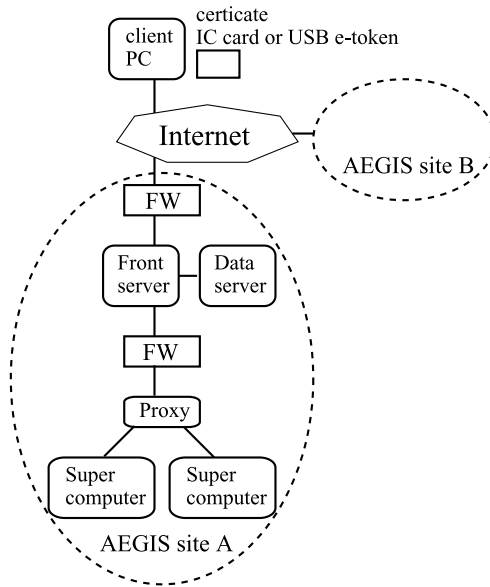 certicate
IC card or USB e-token
client
PC
Internet
AEGIS site B
FW
Front
server
Data
server
FW
Proxy
Super
computer
Super
computer
AEGIS site A